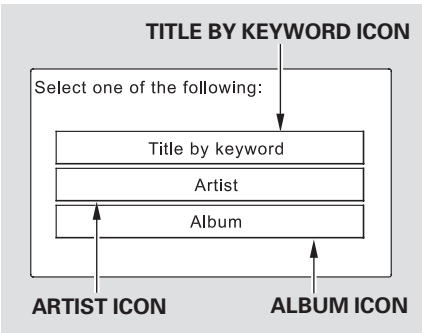 TITLE BY KEYWORD ICON
Select one of the following:
Title by keyword
Artist
Album
ARTIST ICON
ALBUM ICON